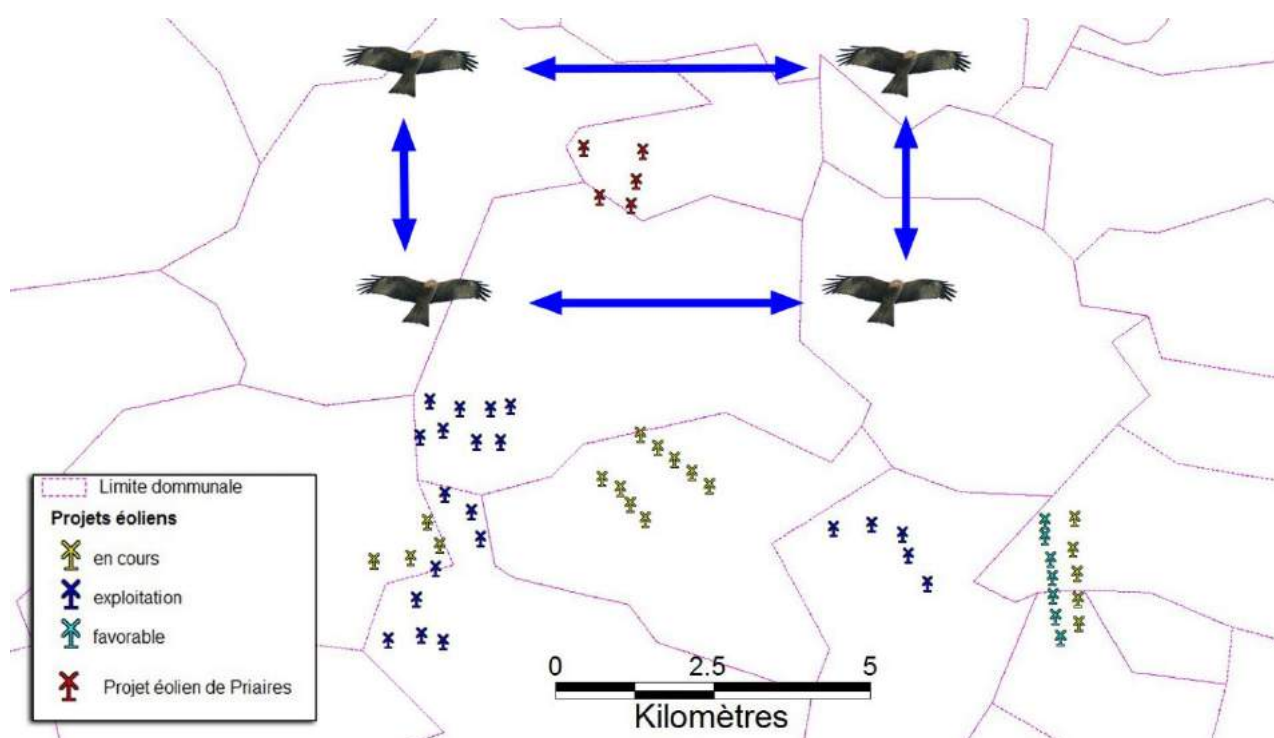 Limite dommunale
Projets éoliens
en cours
exploitation
favorable
Projet éolien de Priaires
0 2.5 5
Kilomètres